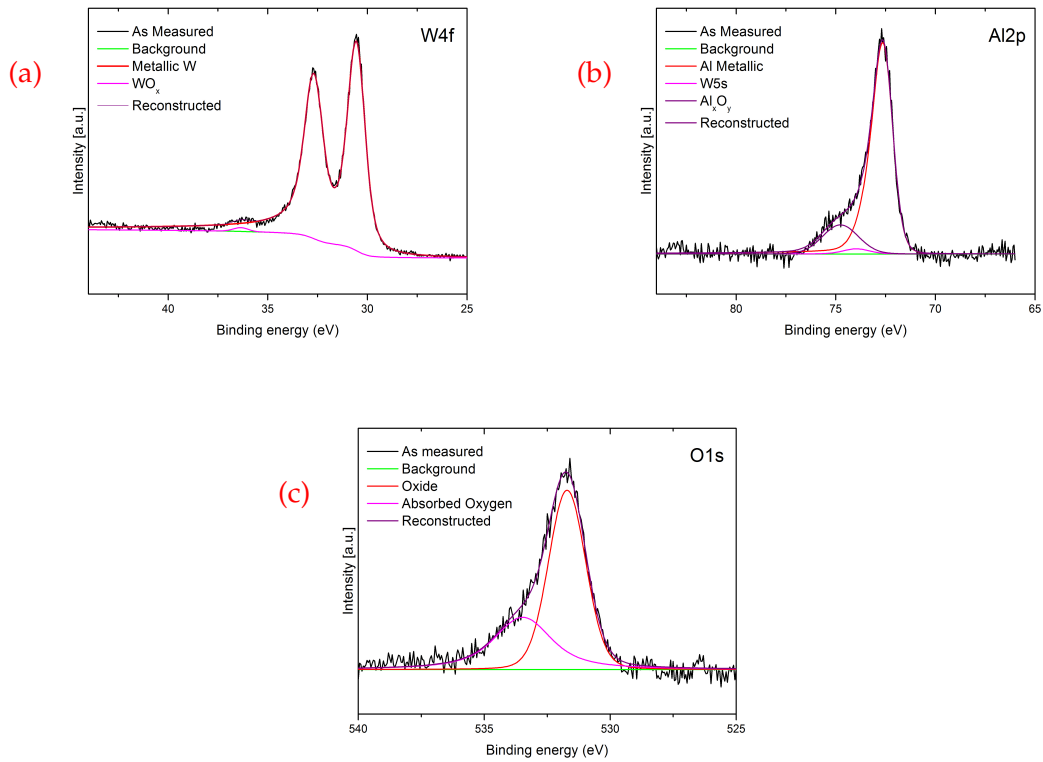 (a)
As Measured
Background
Metallic W
WOₓ
Reconstructed
W4f
Intensity [a.u.]
40 35 30 25
Binding energy (eV)
(b)
As Measured
Background
Al Metallic
W5s
AlₓOᵧ
Reconstructed
Al2p
Intensity [a.u.]
80 75 70 65
Binding energy (eV)
(c)
As measured
Background
Oxide
Absorbed Oxygen
Reconstructed
O1s
Intensity [a.u.]
540 535 530 525
Binding energy (eV)